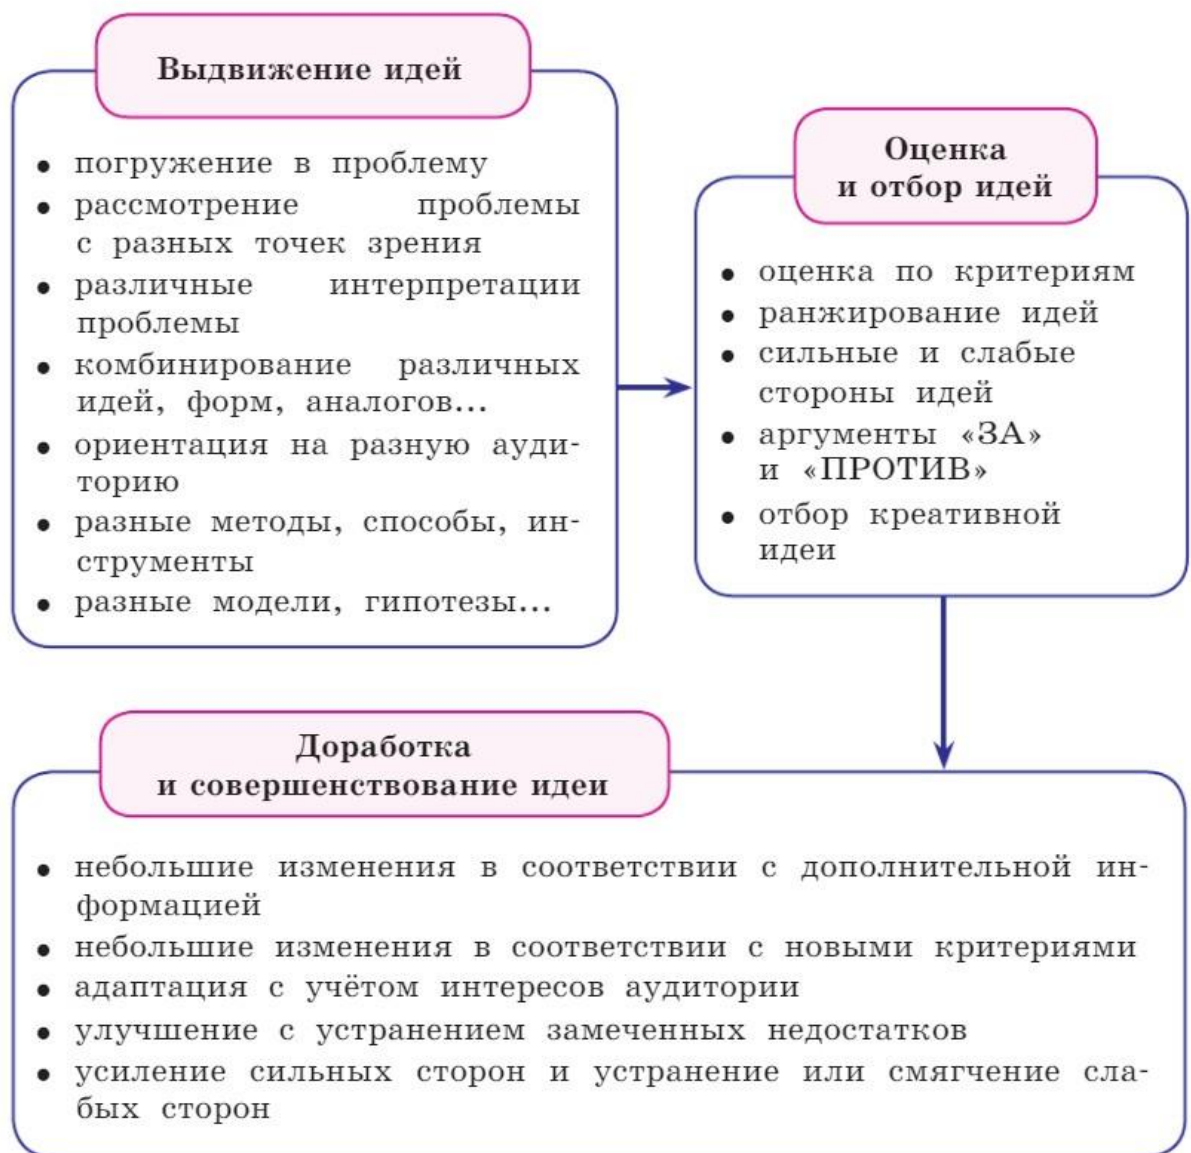 Выдвижение идей
• погружение в проблему
• рассмотрение проблемы
с разных точек зрения
• различные интерпретации
проблемы
• комбинирование различных
идей, форм, аналогов...
• ориентация на разную ауди-
торию
• разные методы, способы, ин-
струменты
• разные модели, гипотезы...
Оценка
и отбор идей
• оценка по критериям
• ранжирование идей
• сильные и слабые
стороны идей
• аргументы «ЗА»
и «ПРОТИВ»
• отбор креативной
идеи
Доработка
и совершенствование идеи
• небольшие изменения в соответствии с дополнительной ин-
формацией
• небольшие изменения в соответствии с новыми критериями
• адаптация с учётом интересов аудитории
• улучшение с устранением замеченных недостатков
• усиление сильных сторон и устранение или смягчение сла-
бых сторон